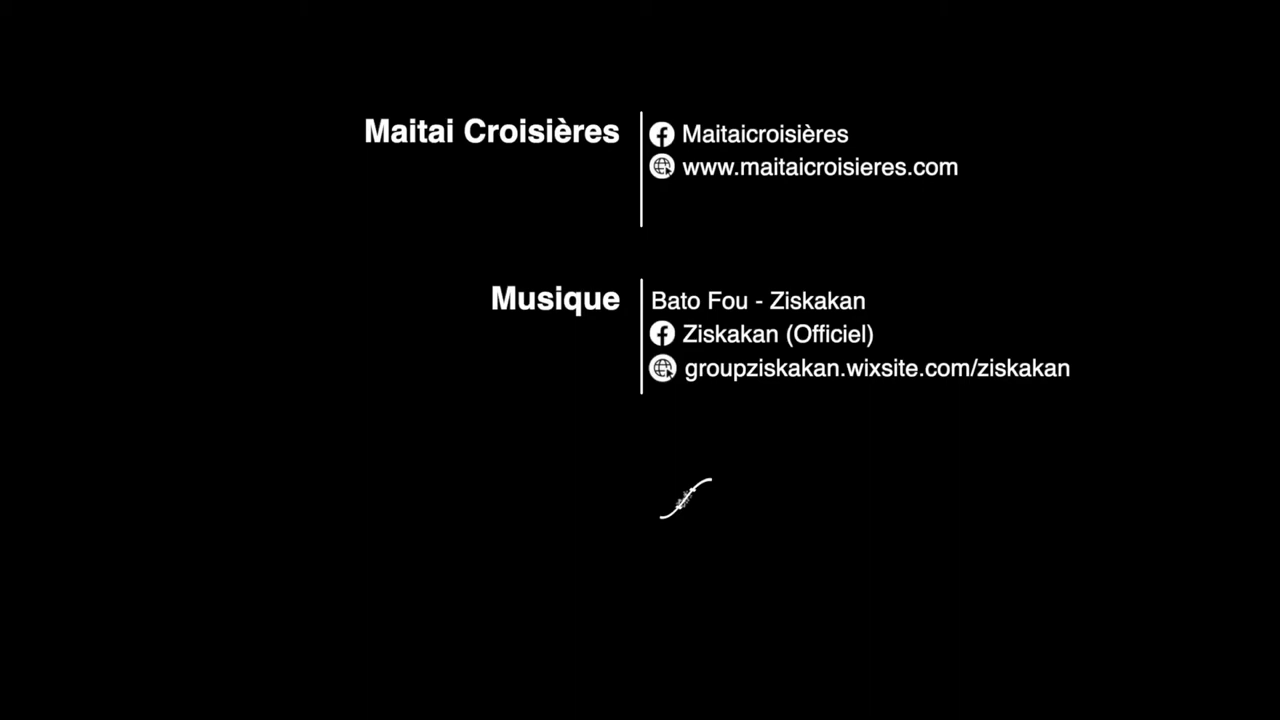 Maitai Croisières
Maitaicroisières
www.maitaicroisieres.com
Musique
Bato Fou - Ziskakan
Ziskakan (Officiel)
groupziskakan.wixsite.com/ziskakan